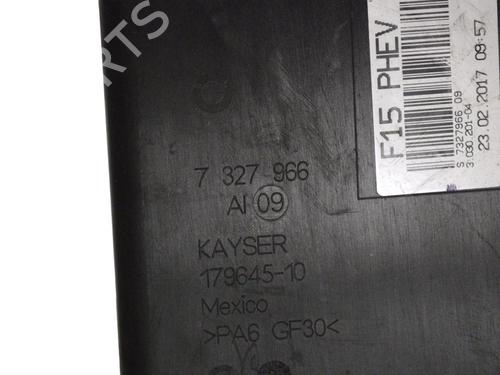 PARTS
7 327 966
AI 09
KAYSER
179645-10
Mexico
>PA6 GF30<
F15 PHEV
S 7327966 09
3 030.201-04
23.02.2017 09:57